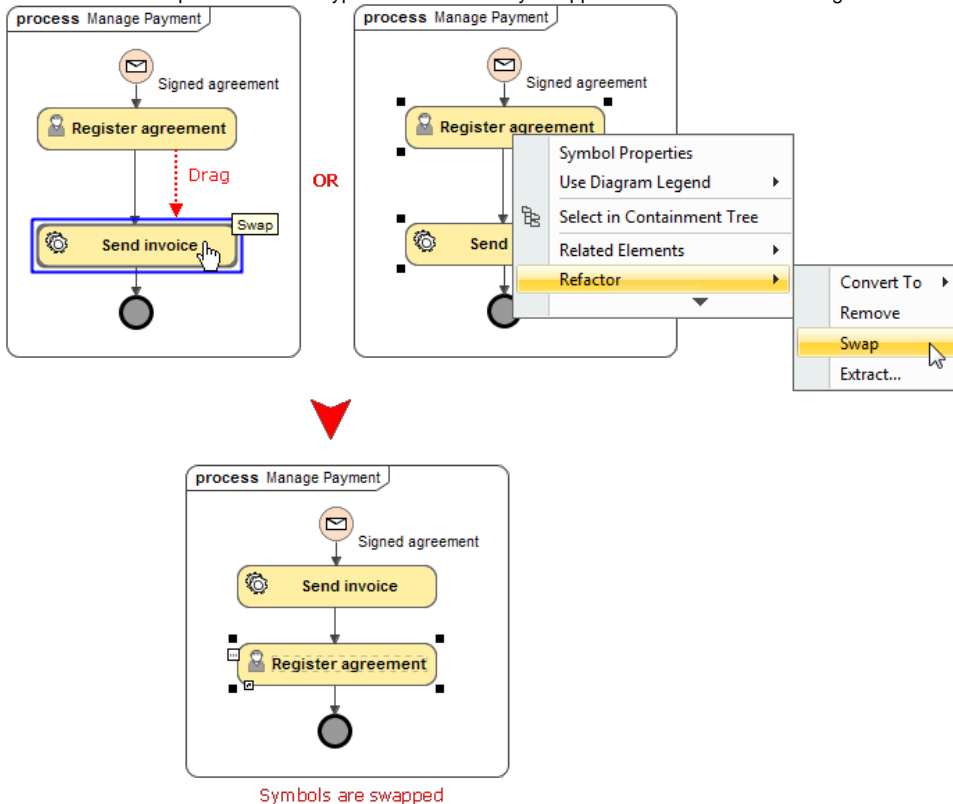 process Manage Payment
Signed agreement
Register agreement
Drag
Swap
Send invoice
OR
process Manage Payment
Signed agreement
Register agreement
Send
Symbol Properties
Use Diagram Legend
Select in Containment Tree
Related Elements
Refactor
Convert To
Remove
Swap
Extract...
process Manage Payment
Signed agreement
Send invoice
Register agreement
Symbols are swapped